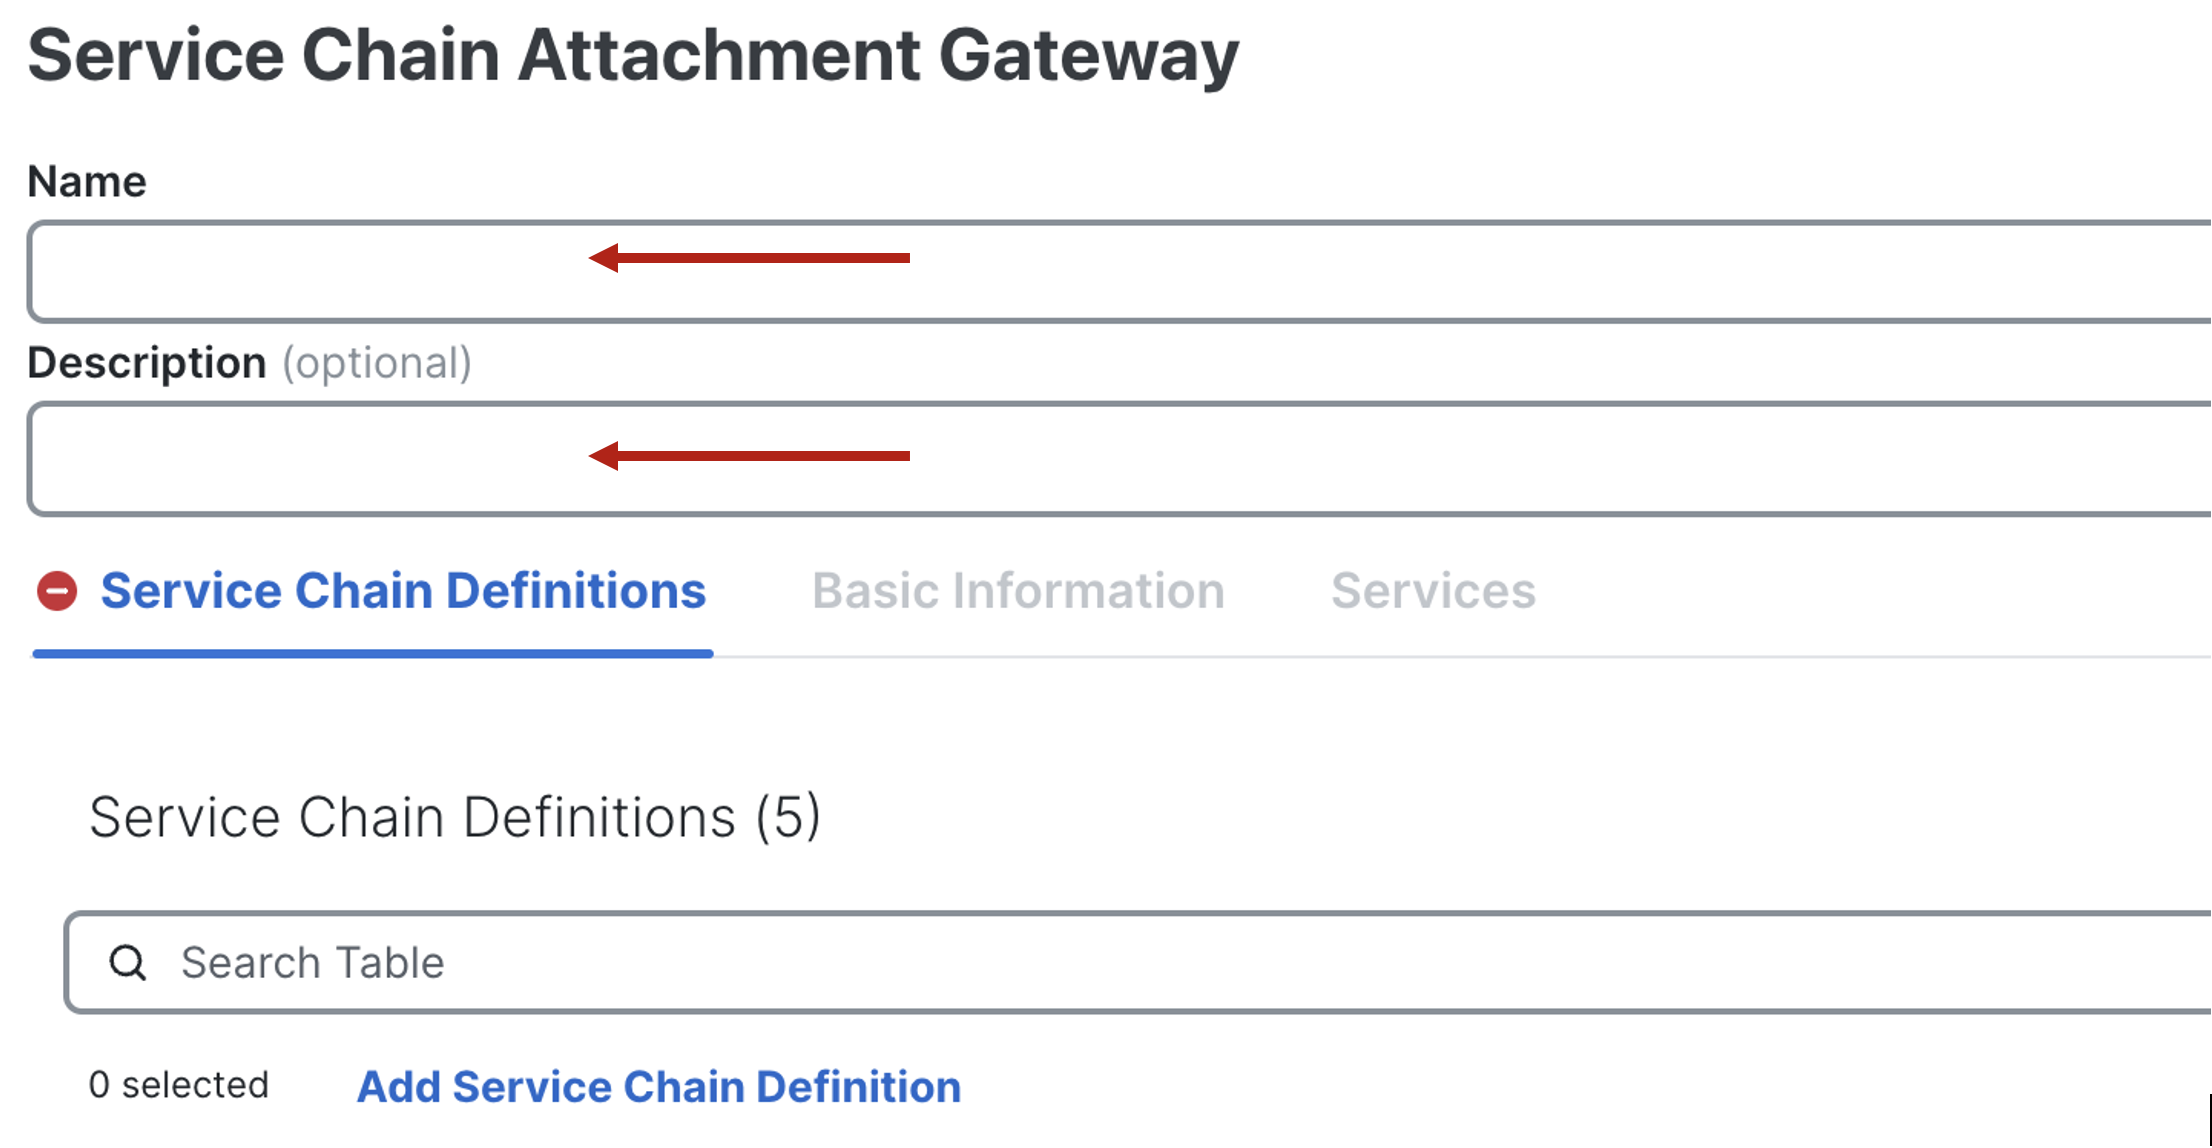 Service Chain Attachment Gateway
Name
Description (optional)
Service Chain Definitions Basic Information Services
Service Chain Definitions (5)
Search Table
0 selected Add Service Chain Definition